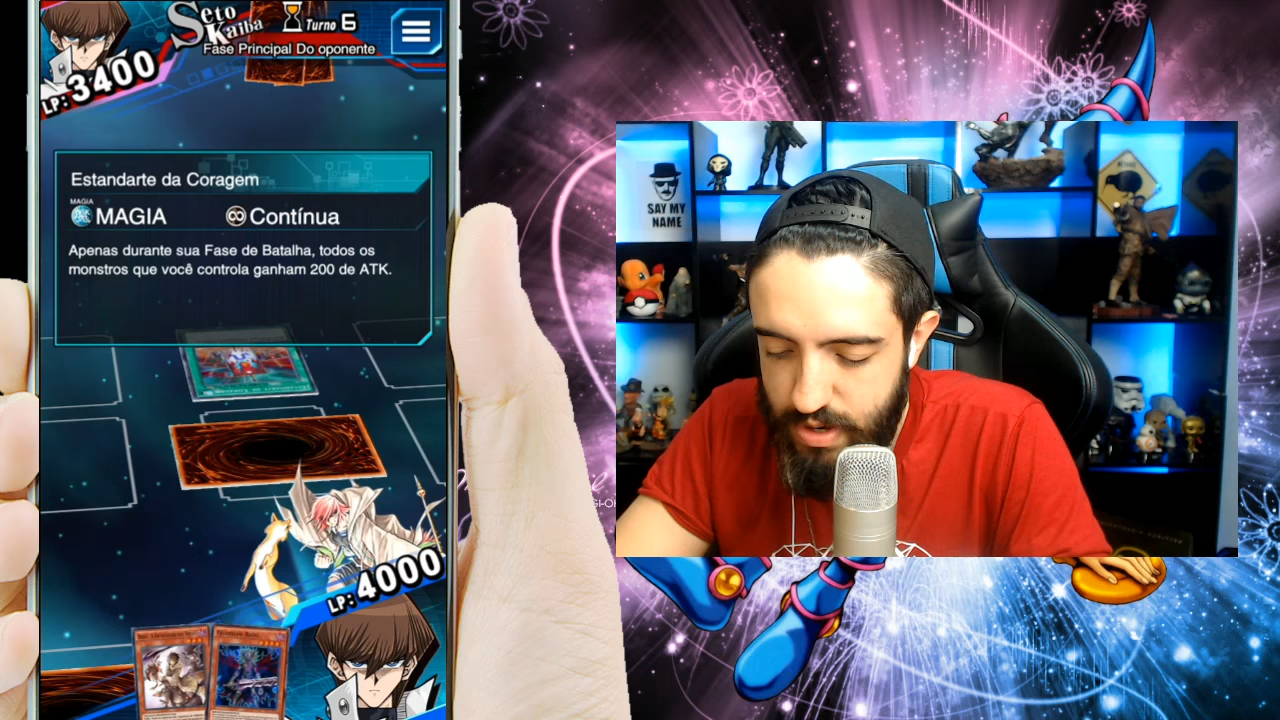 Seto
Kaiba
Turno 6
Fase Principal Do oponente
LP: 3400
Estandarte da Coragem
MAGIA
MAGIA
Contínua
Apenas durante sua Fase de Batalha, todos os
monstros que você controla ganham 200 de ATK.
LP: 4000
SAY MY
NAME